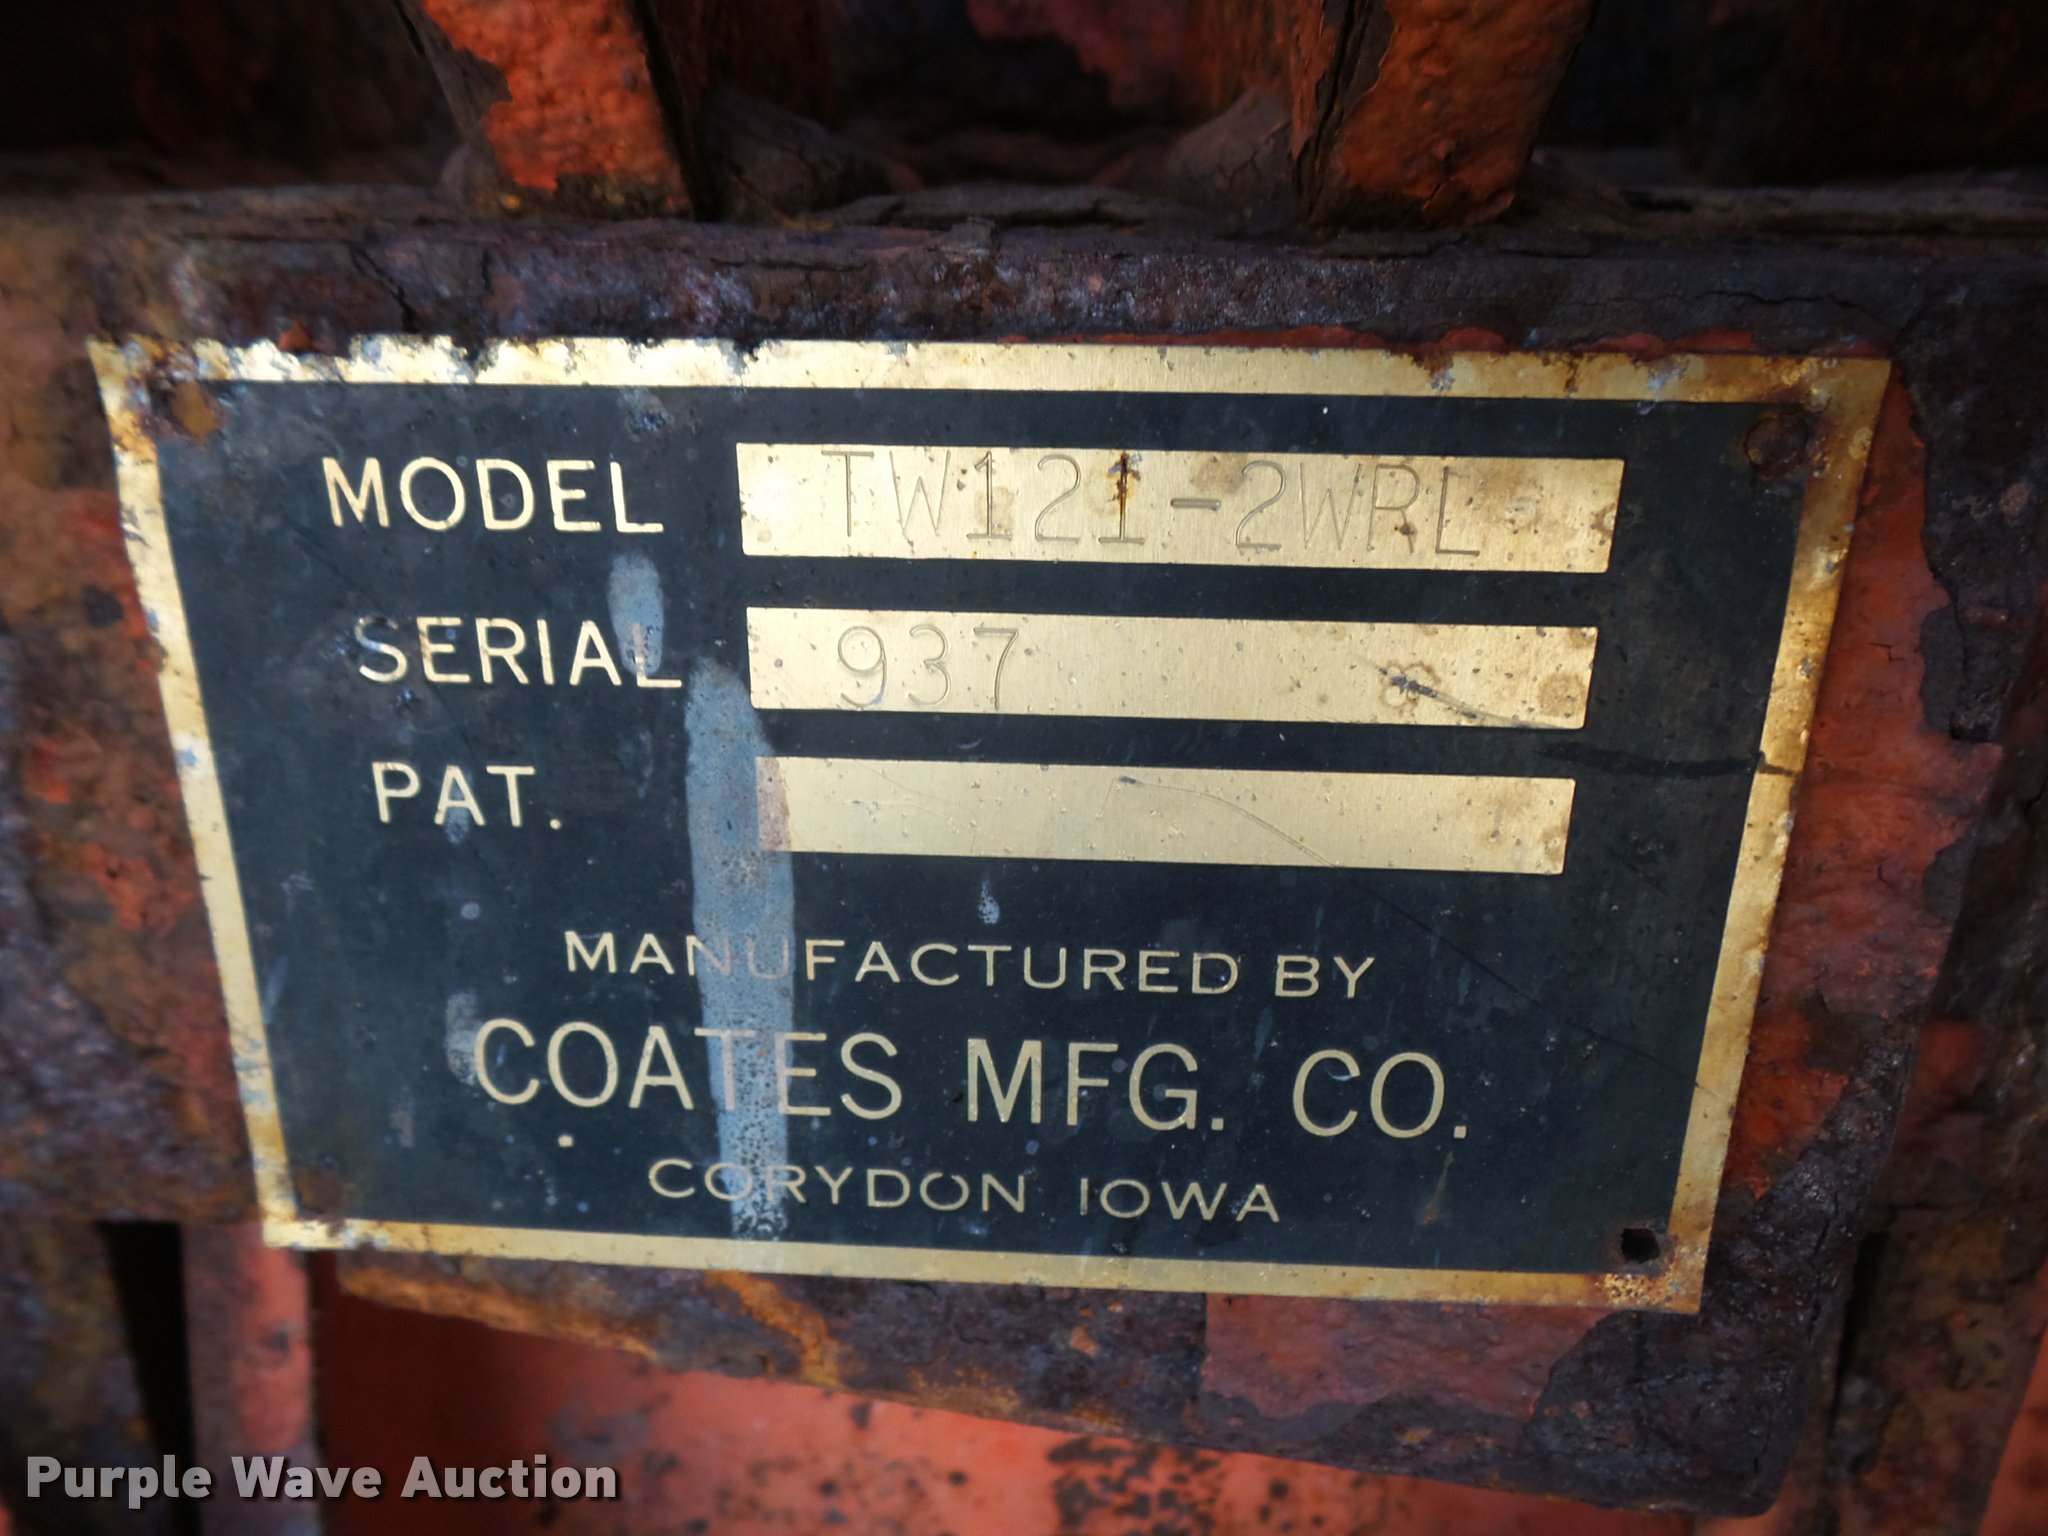 MODEL TW121-2WRL
SERIAL 937
PAT.
MANUFACTURED BY
COATES MFG. CO.
CORYDON IOWA
Purple Wave Auction